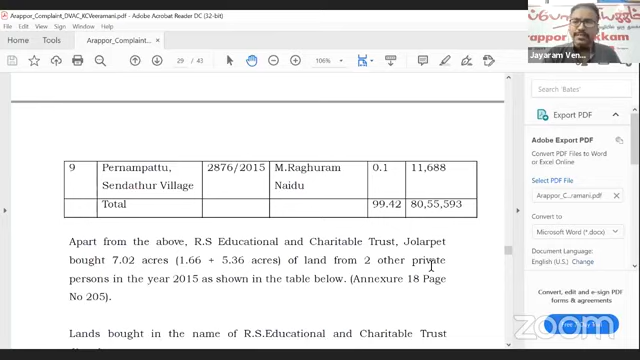 Arappor_Complaint_DVAC_KCVeeramani.pdf - Adobe Acrobat Reader DC (32-bit)
File Edit View Sign Window Help
Home Tools Arappor_Complaint_... ×
29 / 43 106%
Jayaram Ven...
9 Pernampattu, Sendathur Village 2876/2015 M.Raghuram Naidu 0.1 11,688
Total 99.42 80,55,593
Apart from the above, R.S Educational and Charitable Trust, Jolarpet
bought 7.02 acres (1.66 + 5.36 acres) of land from 2 other private
persons in the year 2015 as shown in the table below. (Annexure 18 Page
No 205).
Lands bought in the name of R.S.Educational and Charitable Trust
Search 'Bates'
Export PDF
Adobe Export PDF
Convert PDF Files to Word
or Excel Online
Select PDF File
Arappor_C...ramani.pdf ×
Convert to
Microsoft Word (*.docx)
Document Language:
English (U.S.) Change
Convert, edit and e-sign PDF
forms & agreements
Free 7-Day Trial
zoom